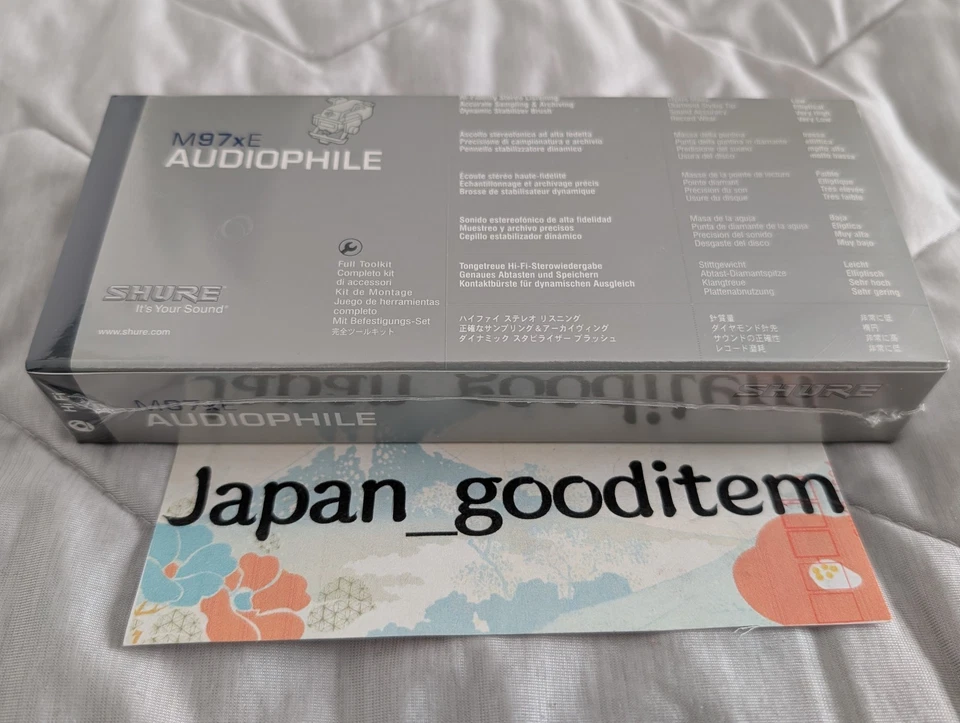 M97xE
AUDIOPHILE
SHURE
It's Your Sound™
www.shure.com
Full Toolkit
Completo kit
di accessori
Kit de Montage
Juego de herramientas
completo
Mit Befestigungs-Set
完全ツールキット
Accurate Sampling & Archiving
Dynamic Stabilizer Brush
Ascolto stereofonico ad alta fedeltà
Precisione di campionatura e archivio
Pennello stabilizzatore dinamico
Écoute stéréo haute-fidélité
Échantillonnage et archivage précis
Brosse de stabilisateur dynamique
Sonido estereofónico de alta fidelidad
Muestreo y archivo precisos
Cepillo estabilizador dinámico
Tongetreue Hi-Fi-Sterowiedergabe
Genaues Abtasten und Speichern
Kontaktbürste für dynamischen Ausgleich
ハイファイ ステレオ リスニング
正確なサンプリング＆アーカイヴィング
ダイナミック スタビライザー ブラッシュ
Sound Accuracy
Record Wear
Very High
Very Low
Massa della puntina
Punta della puntina in diamante
Precisione del suono
Usura del disco
Masse de la pointe de lecture
Pointe diamant
Précision du son
Usure du disque
Faible
Elliptique
Très élevée
Très faible
Masa de la aguja
Punta de diamante de la aguja
Precisión del sonido
Desgaste del disco
Baja
Elíptica
Muy alta
Muy bajo
Stiftgewicht
Abtast-Diamantspitze
Klangtreue
Plattenabnutzung
Leicht
Elliptisch
Sehr hoch
Sehr gering
計質量
ダイヤモンド針先
サウンドの正確性
レコード磨耗
非常に低
楕円
非常に高
非常に低
M97xE
AUDIOPHILE
SHURE
Japan_gooditem